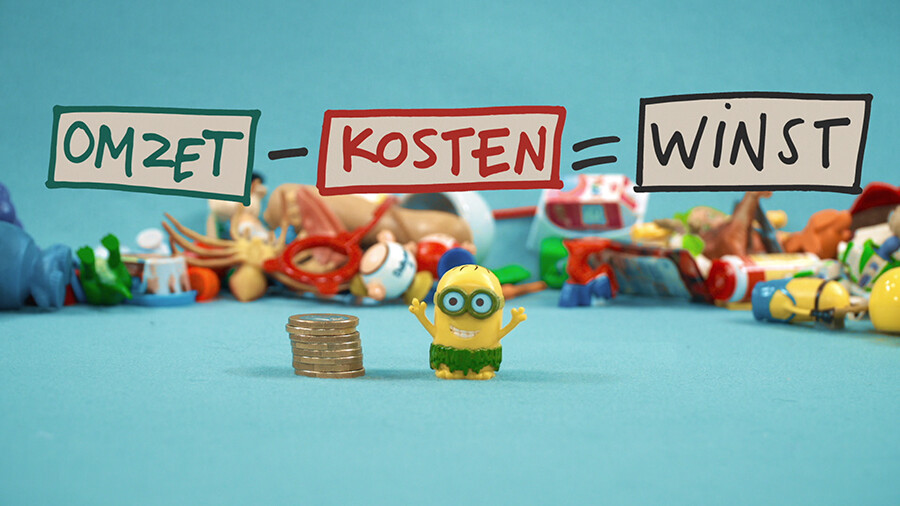 OMZET - KOSTEN = WINST